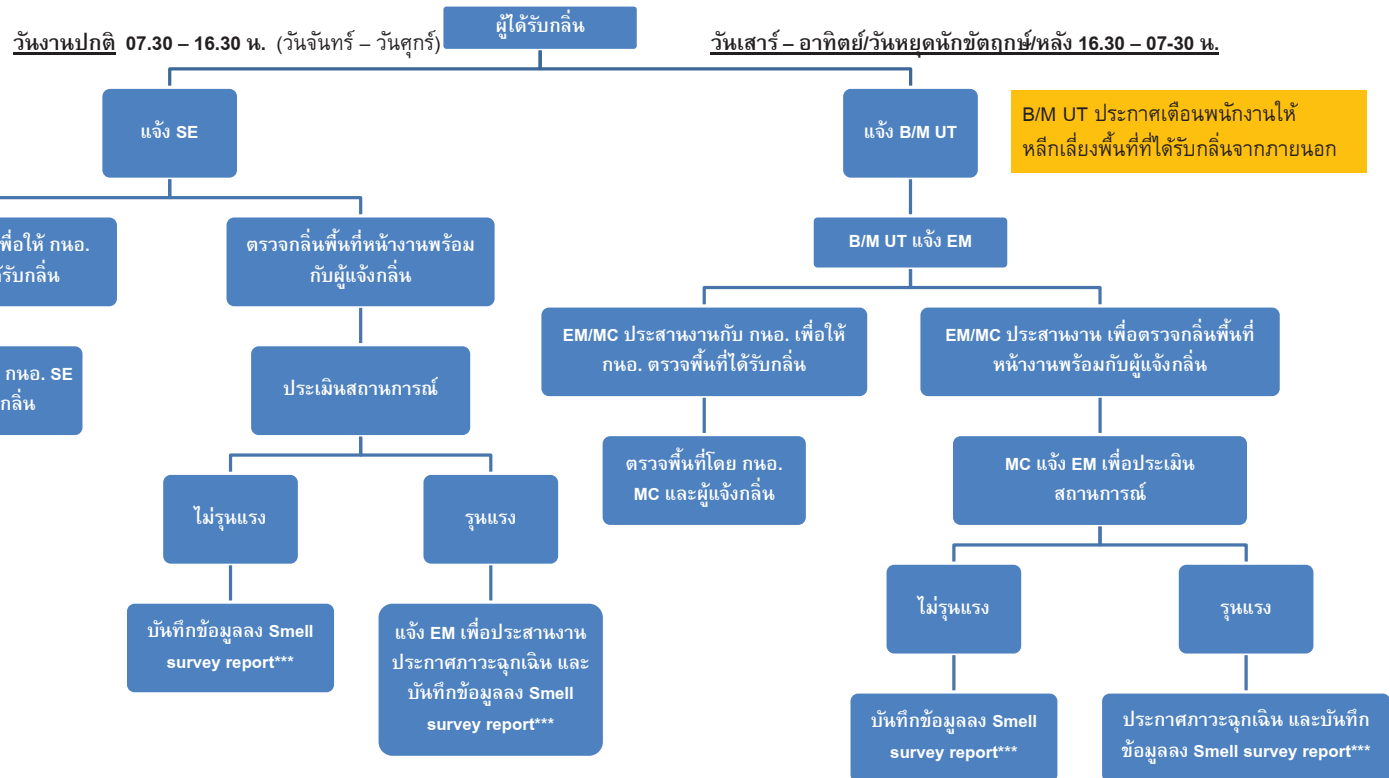 ผู้ได้รับกลิ่น
วันงานปกติ 07.30 – 16.30 น. (วันจันทร์ – วันศุกร์)
วันเสาร์ – อาทิตย์/วันหยุดนักขัตฤกษ์/หลัง 16.30 – 07-30 น.
แจ้ง SE
แจ้ง B/M UT
B/M UT ประกาศเตือนพนักงานให้
หลีกเลี่ยงพื้นที่ที่ได้รับกลิ่นจากภายนอก
พื่อให้ กนอ.
รับกลิ่น
ตรวจกลิ่นพื้นที่หน้างานพร้อม
กับผู้แจ้งกลิ่น
B/M UT แจ้ง EM
EM/MC ประสานงานกับ กนอ. เพื่อให้
กนอ. ตรวจพื้นที่ได้รับกลิ่น
EM/MC ประสานงาน เพื่อตรวจกลิ่นพื้นที่
หน้างานพร้อมกับผู้แจ้งกลิ่น
กนอ. SE
กลิ่น
ประเมินสถานการณ์
ตรวจพื้นที่โดย กนอ.
MC และผู้แจ้งกลิ่น
MC แจ้ง EM เพื่อประเมิน
สถานการณ์
ไม่รุนแรง
รุนแรง
ไม่รุนแรง
รุนแรง
บันทึกข้อมูลลง Smell
survey report***
แจ้ง EM เพื่อประสานงาน
ประกาศภาวะฉุกเฉิน และ
บันทึกข้อมูลลง Smell
survey report***
บันทึกข้อมูลลง Smell
survey report***
ประกาศภาวะฉุกเฉิน และบันทึก
ข้อมูลลง Smell survey report***